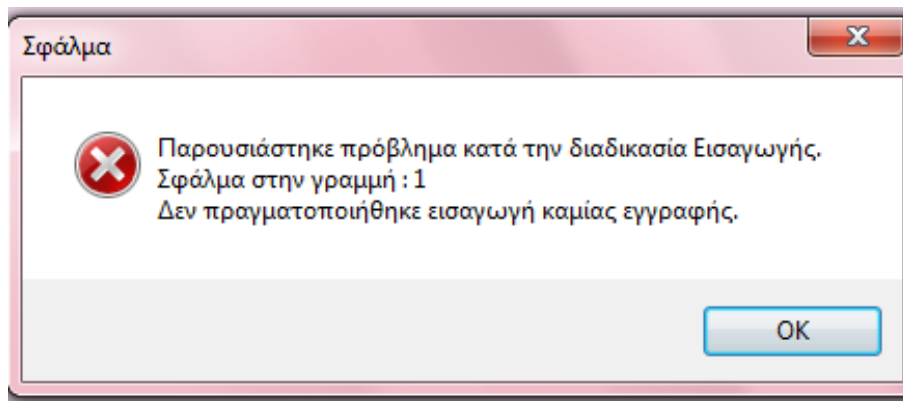 Σφάλμα
Παρουσιάστηκε πρόβλημα κατά την διαδικασία Εισαγωγής.
Σφάλμα στην γραμμή : 1
Δεν πραγματοποιήθηκε εισαγωγή καμίας εγγραφής.
OK